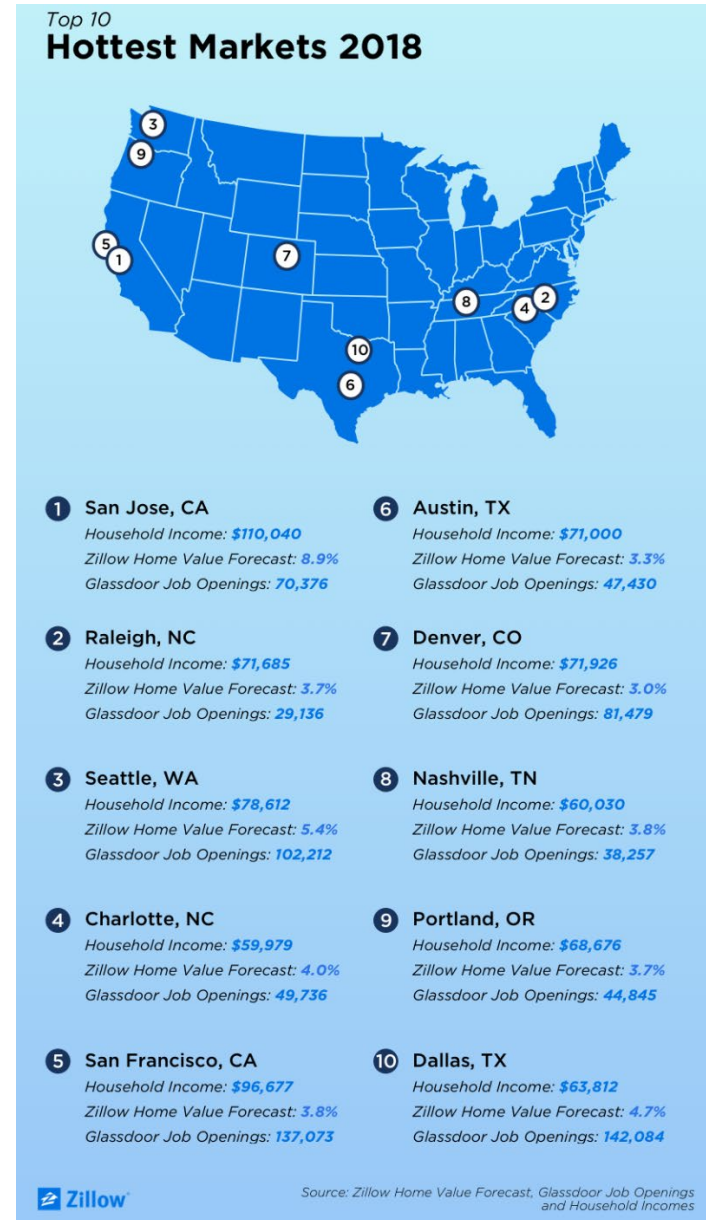 Top 10
Hottest Markets 2018
3
9
5
1
7
8
4
2
10
6
1 San Jose, CA
Household Income: $110,040
Zillow Home Value Forecast: 8.9%
Glassdoor Job Openings: 70,376
2 Raleigh, NC
Household Income: $71,685
Zillow Home Value Forecast: 3.7%
Glassdoor Job Openings: 29,136
3 Seattle, WA
Household Income: $78,612
Zillow Home Value Forecast: 5.4%
Glassdoor Job Openings: 102,212
4 Charlotte, NC
Household Income: $59,979
Zillow Home Value Forecast: 4.0%
Glassdoor Job Openings: 49,736
5 San Francisco, CA
Household Income: $96,677
Zillow Home Value Forecast: 3.8%
Glassdoor Job Openings: 137,073
6 Austin, TX
Household Income: $71,000
Zillow Home Value Forecast: 3.3%
Glassdoor Job Openings: 47,430
7 Denver, CO
Household Income: $71,926
Zillow Home Value Forecast: 3.0%
Glassdoor Job Openings: 81,479
8 Nashville, TN
Household Income: $60,030
Zillow Home Value Forecast: 3.8%
Glassdoor Job Openings: 38,257
9 Portland, OR
Household Income: $68,676
Zillow Home Value Forecast: 3.7%
Glassdoor Job Openings: 44,845
10 Dallas, TX
Household Income: $63,812
Zillow Home Value Forecast: 4.7%
Glassdoor Job Openings: 142,084
Zillow
Source: Zillow Home Value Forecast, Glassdoor Job Openings
and Household Incomes